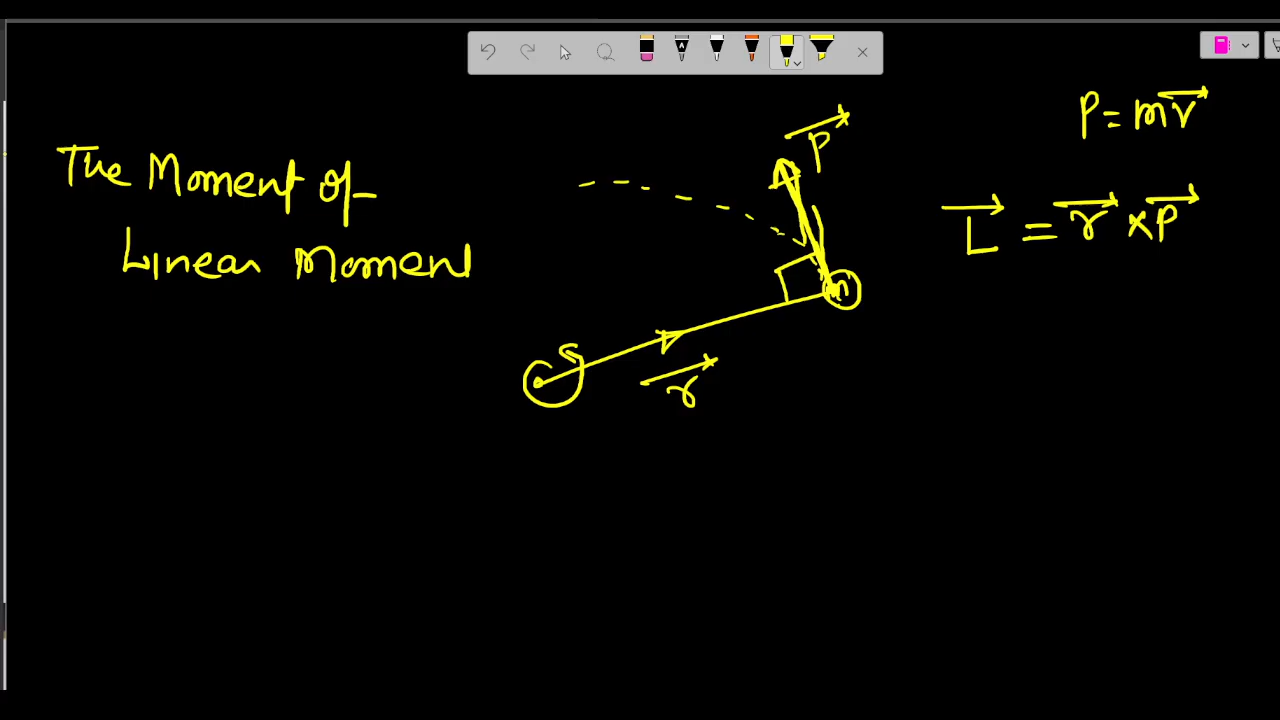 The Moment of
Linear Moment
P
m
r
P = mv
L = r × P